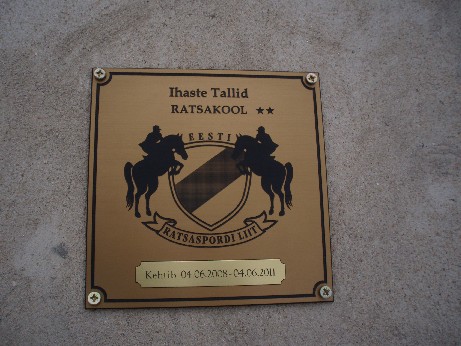 Ihaste Tallid
RATSAKOOL ★★
EESTI
RATSASPORDI LIIT
Kehtib 04.06.2008-04.06.2011